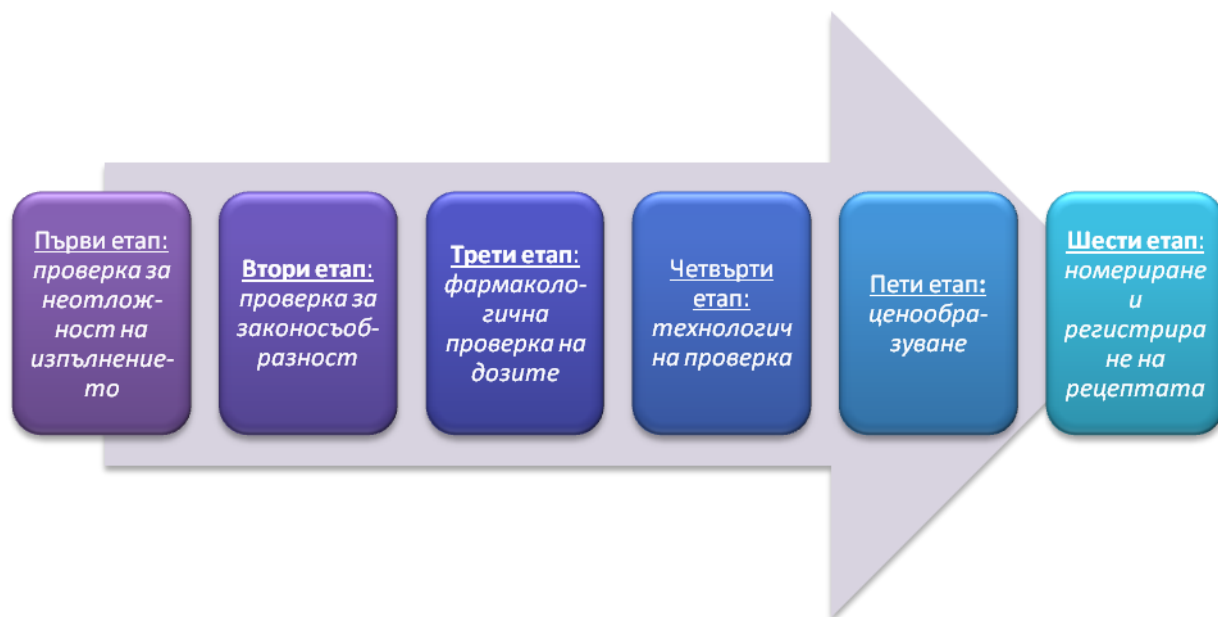 Първи етап:
проверка за
неотлож-
ност на
изпълнение-
то
Втори етап:
проверка за
законосъоб-
разност
Трети етап:
фармаколо-
гична
проверка на
дозите
Четвърти
етап:
технологич
на проверка
Пети етап:
ценообра-
зуване
Шести етап:
номериране
и
регистрира
не на
рецептата